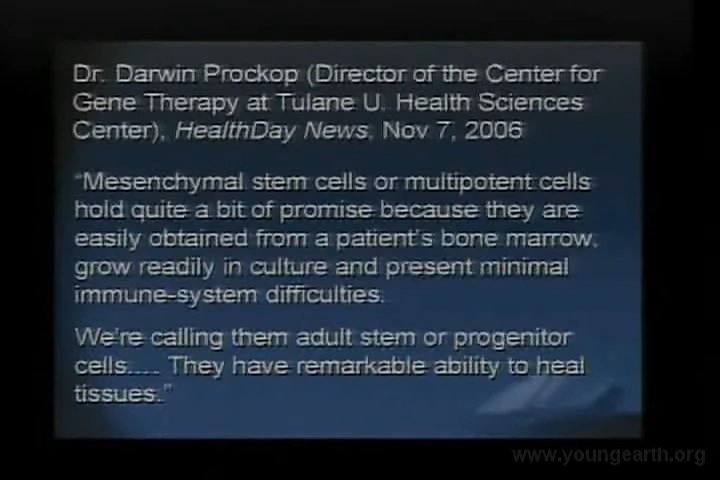 Dr. Darwin Prockop (Director of the Center for
Gene Therapy at Tulane U. Health Sciences
Center), HealthDay News, Nov 7, 2006
"Mesenchymal stem cells or multipotent cells
hold quite a bit of promise because they are
easily obtained from a patient's bone marrow,
grow readily in culture and present minimal
immune-system difficulties.
We're calling them adult stem or progenitor
cells.... They have remarkable ability to heal
tissues."
www.youngearth.org